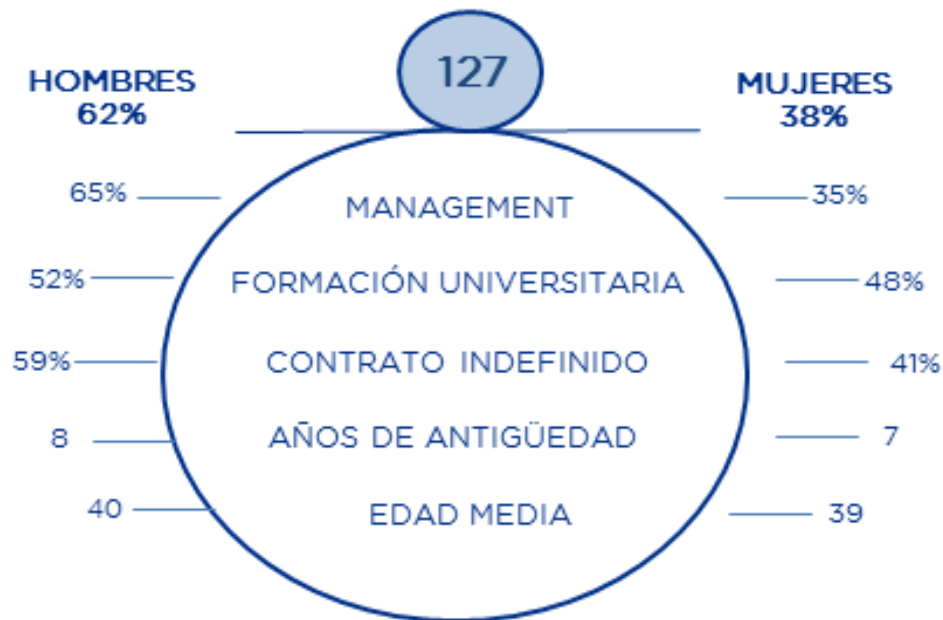 127
HOMBRES
62%
MUJERES
38%
65% MANAGEMENT 35%
52% FORMACIÓN UNIVERSITARIA 48%
59% CONTRATO INDEFINIDO 41%
8 AÑOS DE ANTIGÜEDAD 7
40 EDAD MEDIA 39